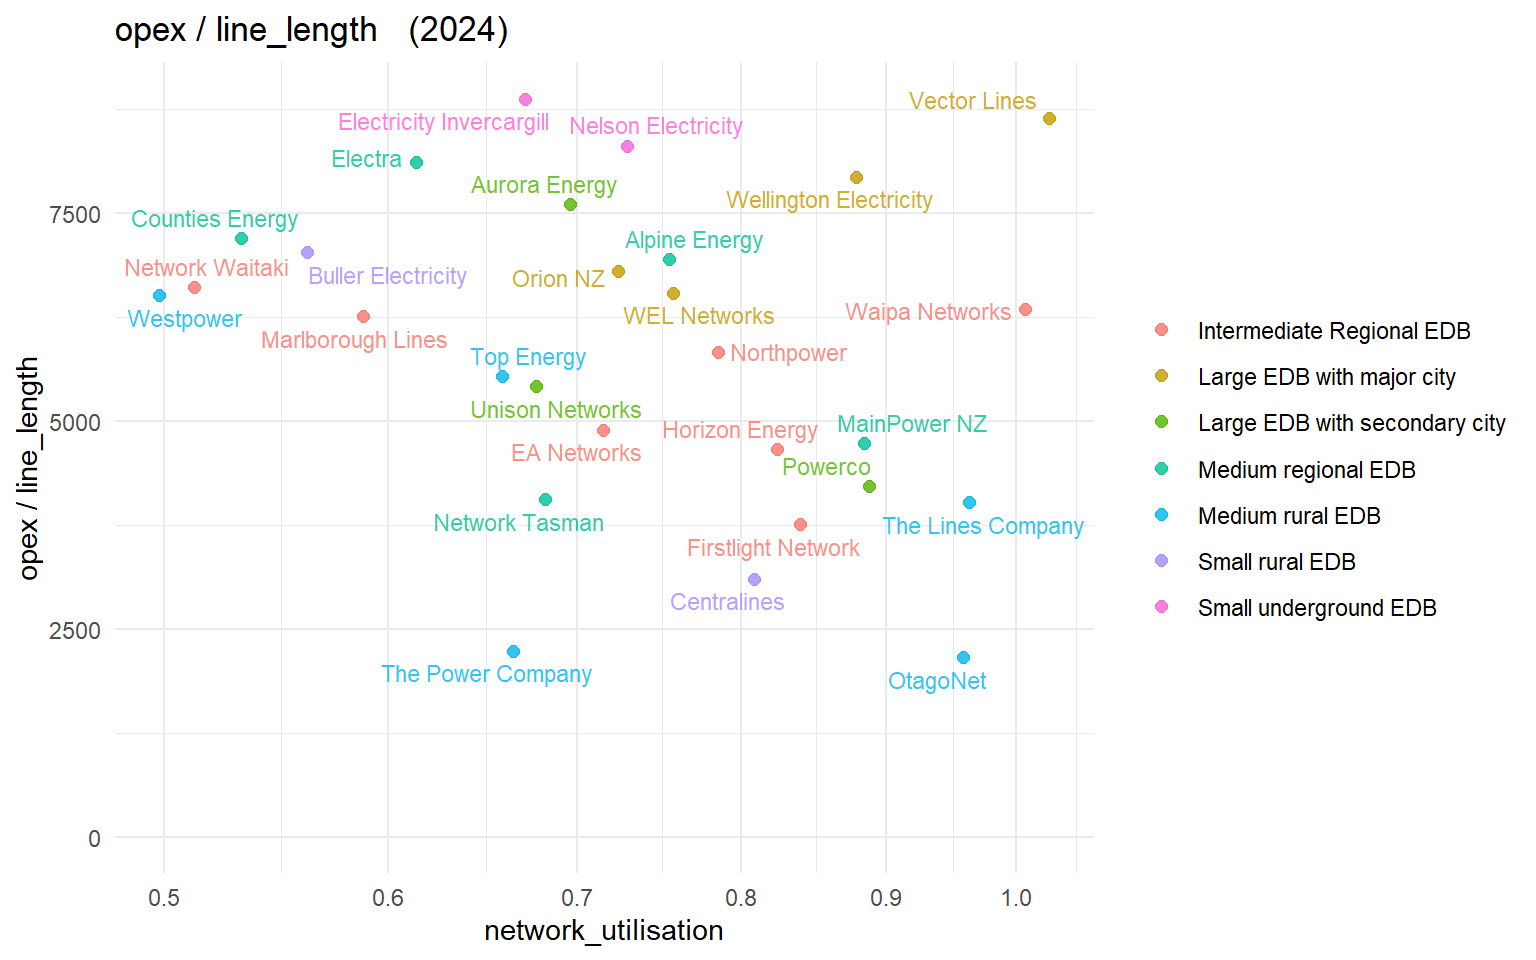 opex / line_length (2024)
Vector Lines
Electricity Invercargill
Nelson Electricity
Electra
Aurora Energy
Wellington Electricity
7500
Counties Energy
Alpine Energy
Network Waitaki
Buller Electricity
Orion NZ
Westpower
WEL Networks
Waipa Networks
Marlborough Lines
Northpower
Top Energy
Unison Networks
5000
MainPower NZ
Horizon Energy
EA Networks
Powerco
Network Tasman
The Lines Company
Firstlight Network
Centralines
2500
The Power Company
OtagoNet
0
opex / line_length
0.5 0.6 0.7 0.8 0.9 1.0
network_utilisation
Intermediate Regional EDB
Large EDB with major city
Large EDB with secondary city
Medium regional EDB
Medium rural EDB
Small rural EDB
Small underground EDB